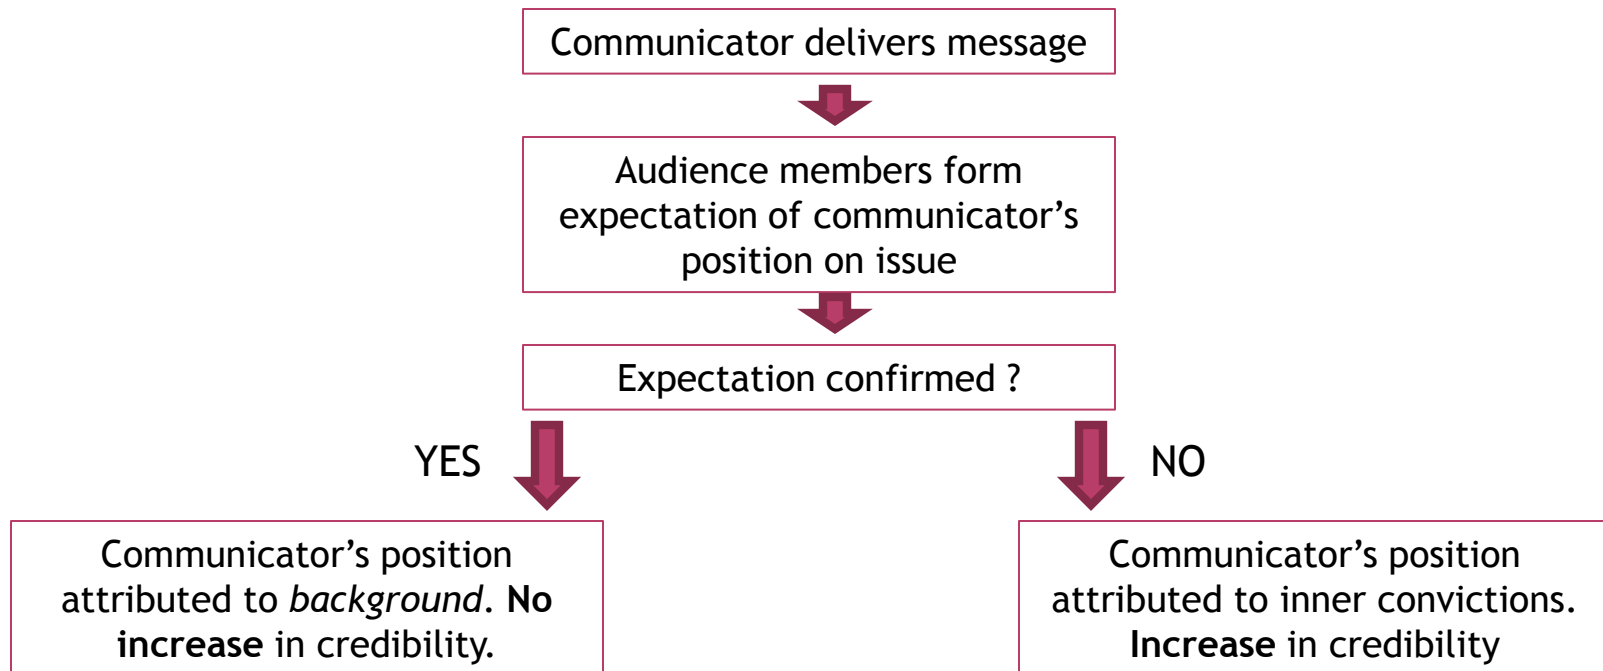 Communicator delivers message
Audience members form
expectation of communicator’s
position on issue
Expectation confirmed ?
YES
NO
Communicator’s position
attributed to background. No
increase in credibility.
Communicator’s position
attributed to inner convictions.
Increase in credibility